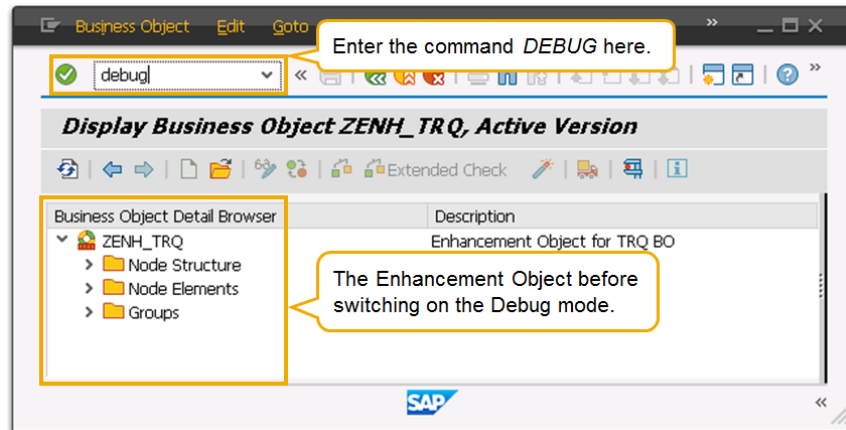 Business Object Edit Goto »
Enter the command DEBUG here.
debug « »
Display Business Object ZENH_TRQ, Active Version
Extended Check
Business Object Detail Browser Description
ZENH_TRQ Enhancement Object for TRQ BO
Node Structure
Node Elements
Groups
The Enhancement Object before
switching on the Debug mode.
SAP «